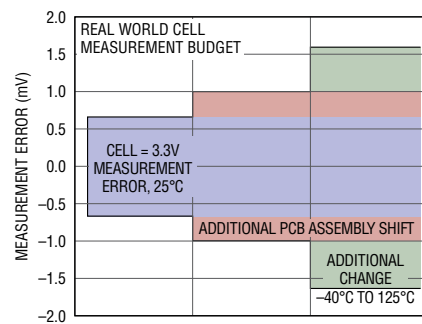 REAL WORLD CELL
MEASUREMENT BUDGET
MEASUREMENT ERROR (mV)
2.0
1.5
1.0
0.5
0.0
–0.5
–1.0
–1.5
–2.0
CELL = 3.3V
MEASUREMENT
ERROR, 25°C
ADDITIONAL PCB ASSEMBLY SHIFT
ADDITIONAL
CHANGE
–40°C TO 125°C